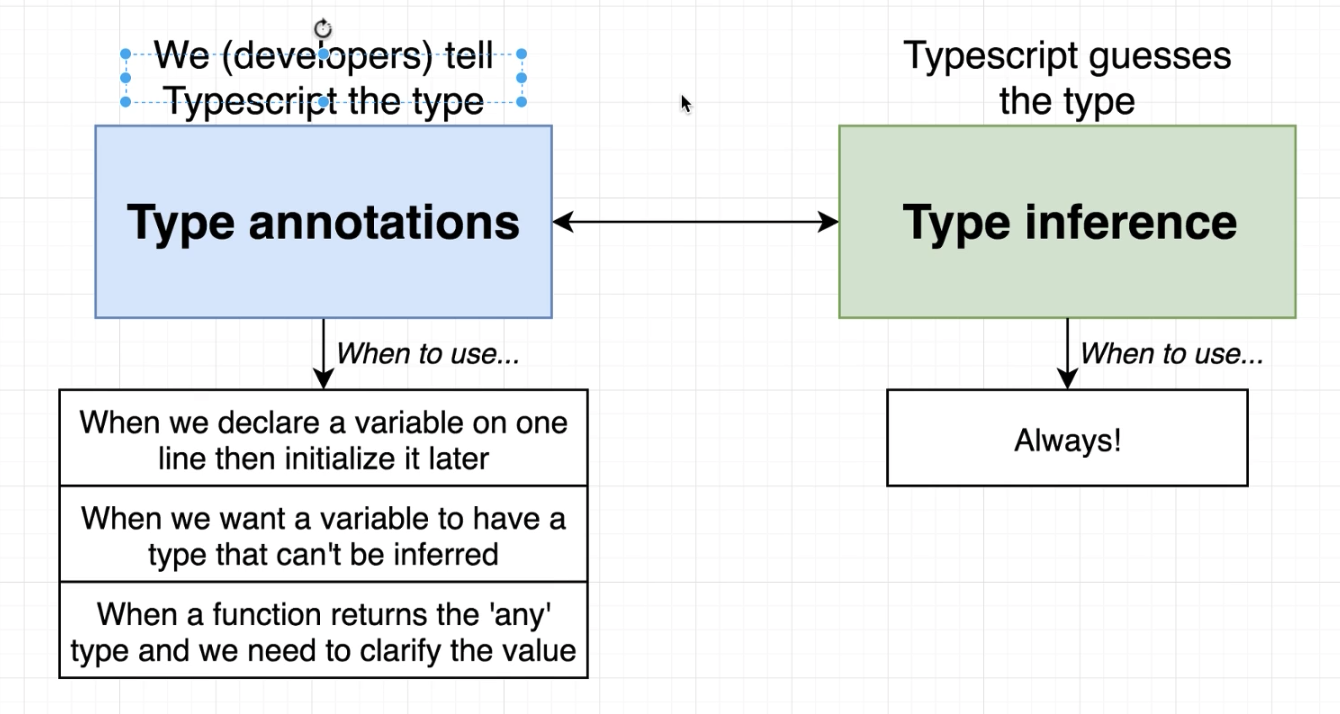 We (developers) tell
Typescript the type
Typescript guesses
the type
Type annotations
Type inference
When to use...
When to use...
When we declare a variable on one
line then initialize it later
Always!
When we want a variable to have a
type that can't be inferred
When a function returns the 'any'
type and we need to clarify the value